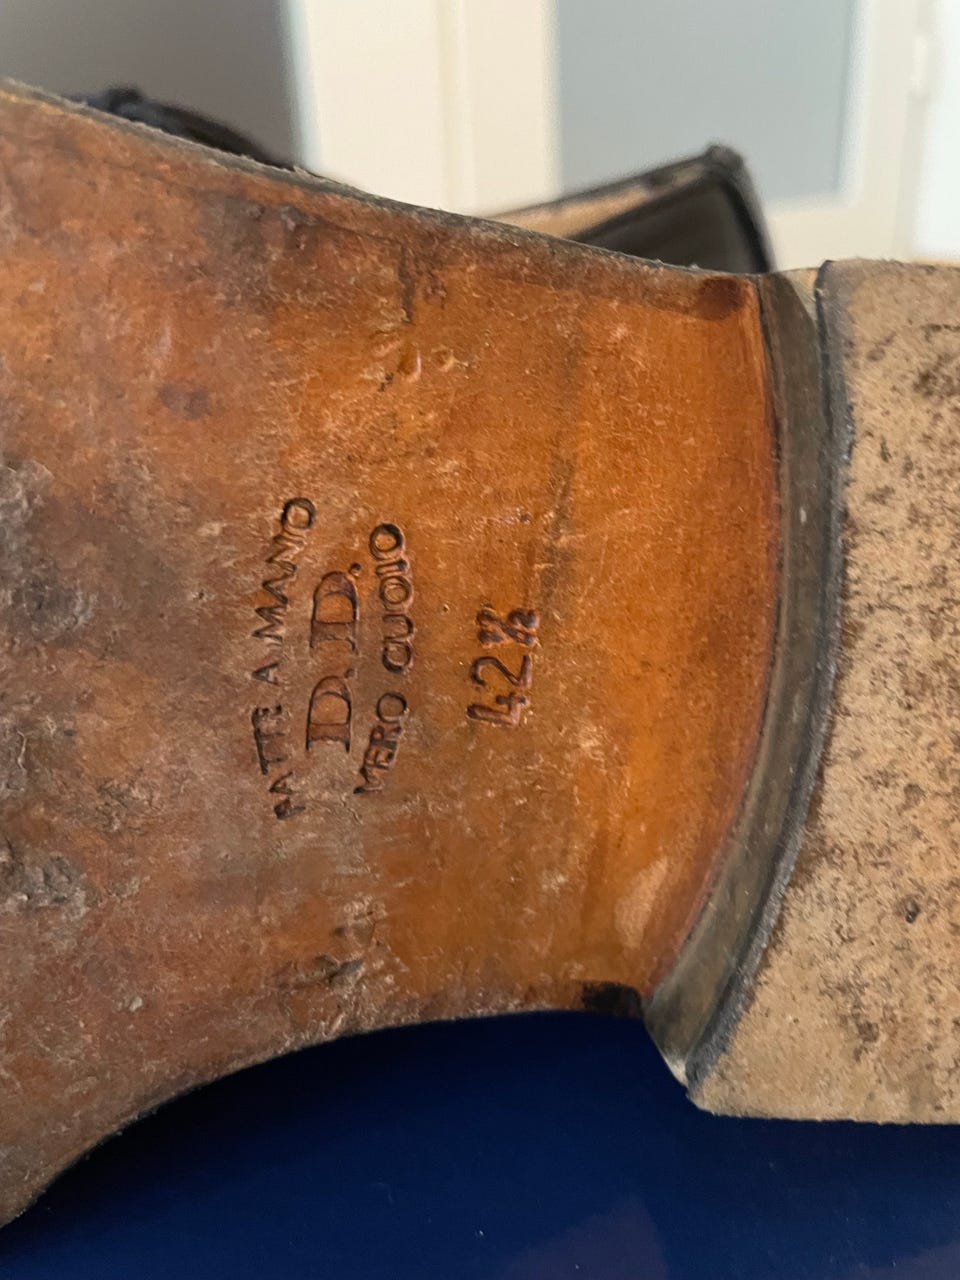 FATTE A MANO
D.D.
VERO CUOIO
42½